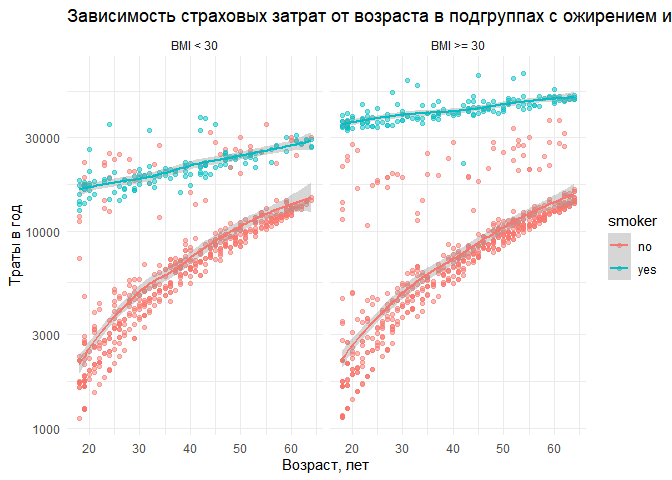 Зависимость страховых затрат от возраста в подгруппах с ожирением и
BMI < 30
BMI >= 30
Траты в год
30000
10000
3000
1000
20 30 40 50 60
20 30 40 50 60
Возраст, лет
smoker
no
yes